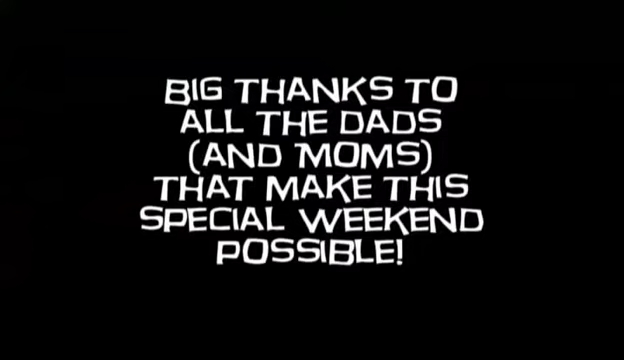 BIG THANKS TO
ALL THE DADS
(AND MOMS)
THAT MAKE THIS
SPECIAL WEEKEND
POSSIBLE!